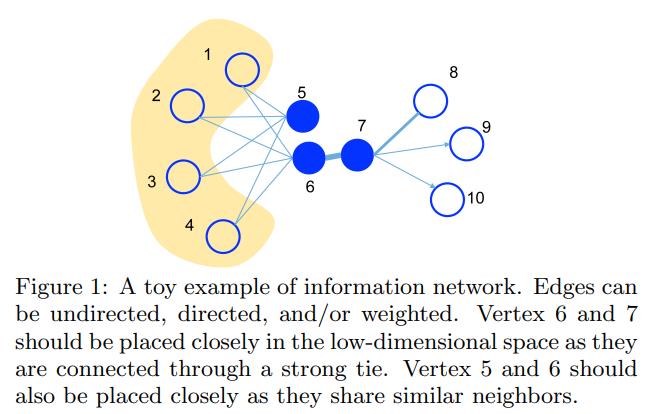 1
2
3
4
5
6
7
8
9
10
Figure 1: A toy example of information network. Edges can
be undirected, directed, and/or weighted. Vertex 6 and 7
should be placed closely in the low-dimensional space as they
are connected through a strong tie. Vertex 5 and 6 should
also be placed closely as they share similar neighbors.